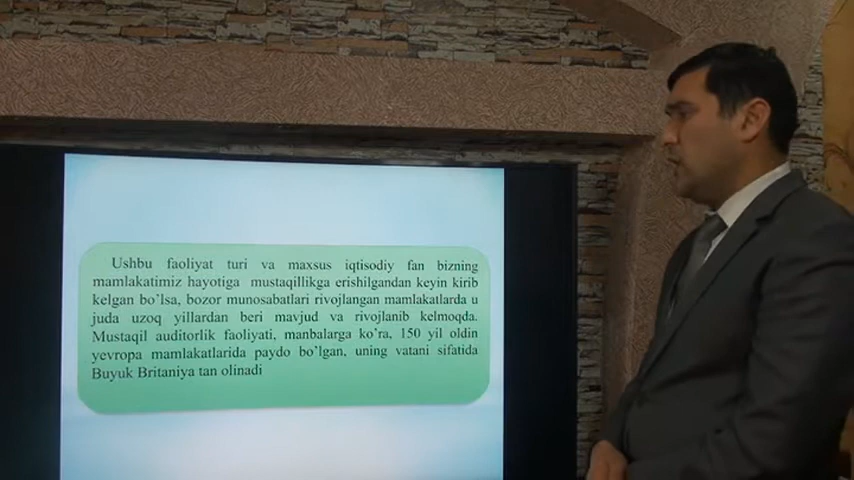 Ushbu faoliyat turi va maxsus iqtisodiy fan bizning
mamlakatimiz hayotiga mustaqillikga erishilgandan keyin kirib
kelgan bo’lsa, bozor munosabatlari rivojlangan mamlakatlarda u
juda uzoq yillardan beri mavjud va rivojlanib kelmoqda.
Mustaqil auditorlik faoliyati, manbalarga ko’ra, 150 yil oldin
yevropa mamlakatlarida paydo bo’lgan, uning vatani sifatida
Buyuk Britaniya tan olinadi